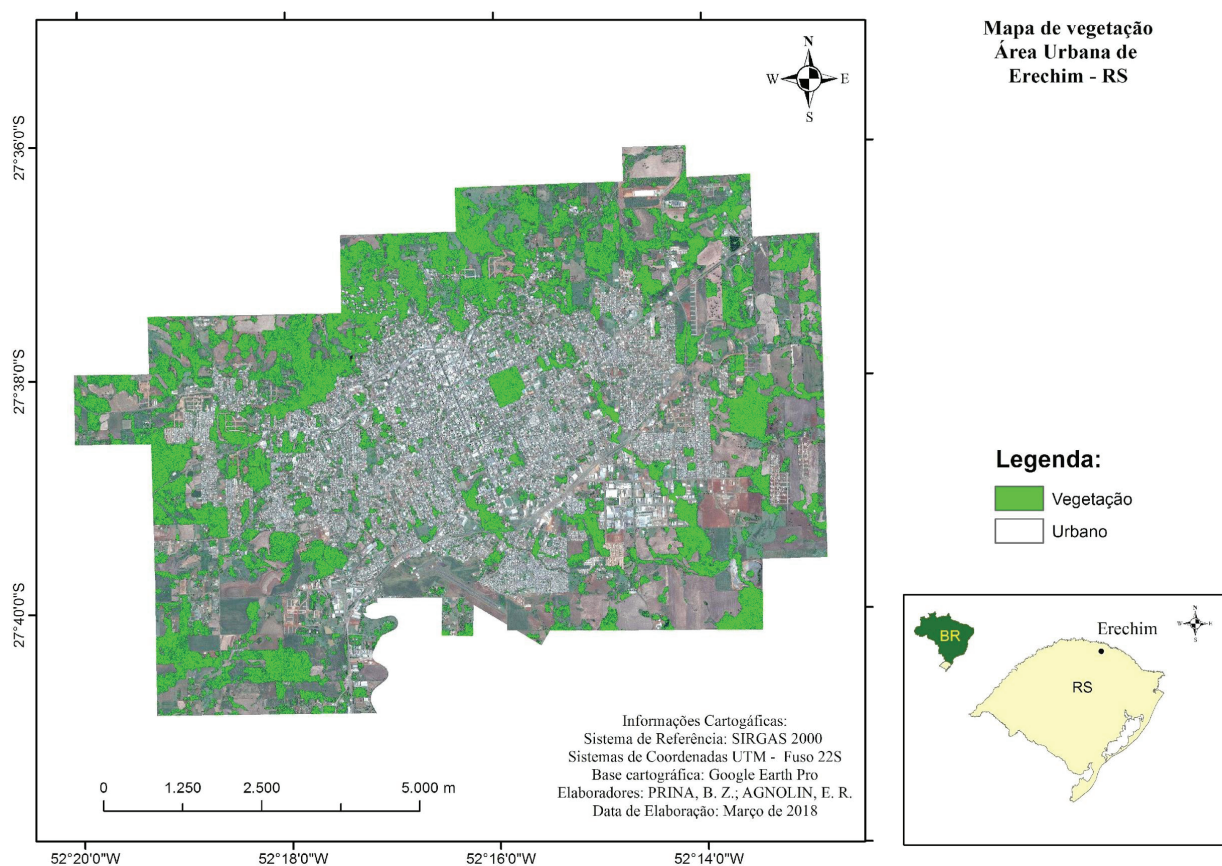 Mapa de vegetação
Área Urbana de
Erechim - RS
N
W E
S
27°36'0"S
27°38'0"S
27°40'0"S
52°20'0"W 52°18'0"W 52°16'0"W 52°14'0"W
0 1.250 2.500 5.000 m
Informações Cartogáficas:
Sistema de Referência: SIRGAS 2000
Sistemas de Coordenadas UTM - Fuso 22S
Base cartográfica: Google Earth Pro
Elaboradores: PRINA, B. Z.; AGNOLIN, E. R.
Data de Elaboração: Março de 2018
Legenda:
Vegetação
Urbano
N
W E
S
BR
Erechim
RS